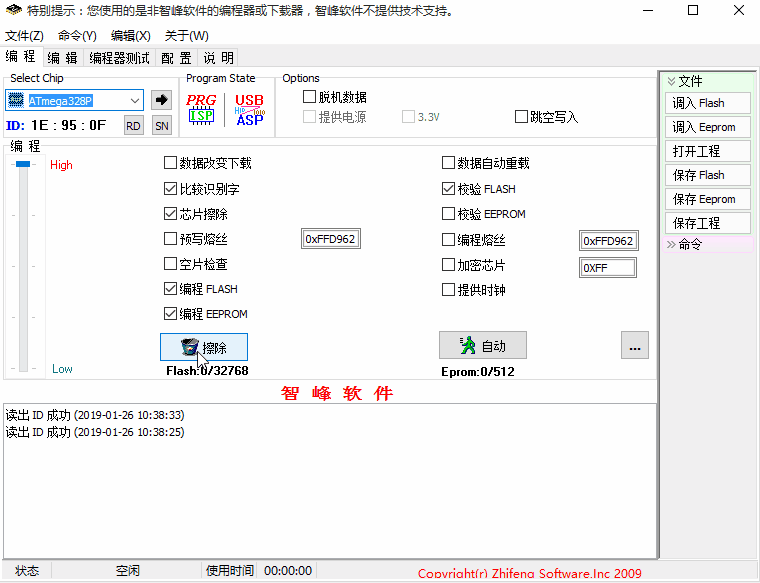 特别提示：您使用的是非智峰软件的编程器或下载器，智峰软件不提供技术支持。
文件(Z) 命令(Y) 编辑(X) 关于(W)
编 程 编 辑 编程器测试 配 置 说 明
Select Chip Program State Options
ATmega328P
PRG ISP
USB ASP
脱机数据
提供电源 3.3V 跳空写入
ID: 1E : 95 : 0F RD SN
编 程
High
数据改变下载 数据自动重载
比较识别字 校验 FLASH
芯片擦除 校验 EEPROM
预写熔丝 0xFFD962 编程熔丝 0xFFD962
空片检查 加密芯片 0XFF
编程 FLASH 提供时钟
编程 EEPROM
擦除 自动 ...
Low
Flash:0/32768 Eprom:0/512
智 峰 软 件
读出 ID 成功 (2019-01-26 10:38:33)
读出 ID 成功 (2019-01-26 10:38:25)
文件
调入 Flash
调入 Eeprom
打开工程
保存 Flash
保存 Eeprom
保存工程
命令
状态 空闲 使用时间 00:00:00 Copyright(r) Zhifeng Software.Inc 2009